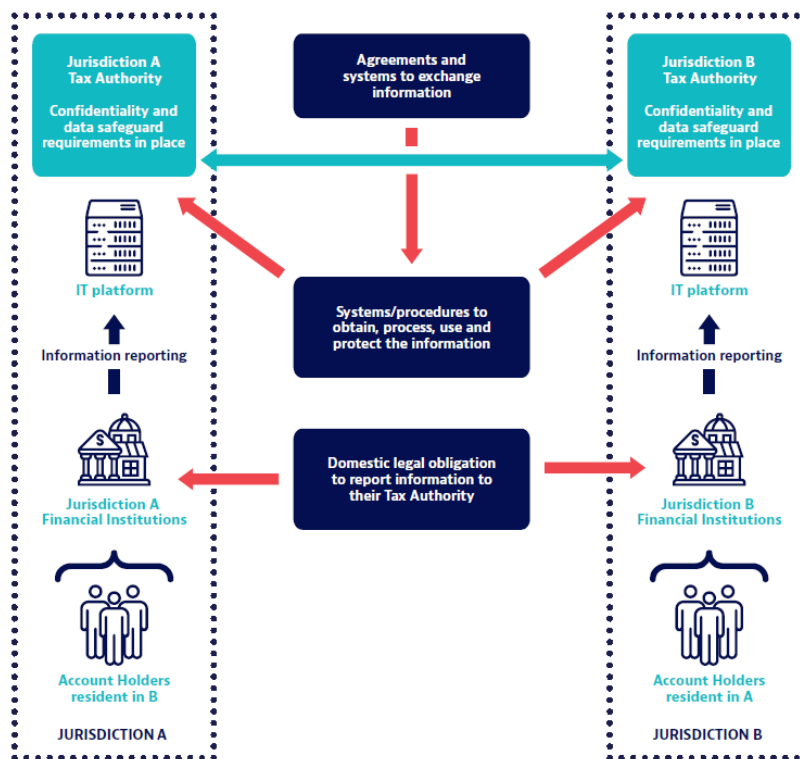 Jurisdiction A
Tax Authority
Confidentiality and
data safeguard
requirements in place
IT platform
Information reporting
$
Jurisdiction A
Financial Institutions
Account Holders
resident in B
JURISDICTION A
Agreements and
systems to exchange
information
Systems/procedures to
obtain, process, use and
protect the information
Domestic legal obligation
to report information to
their Tax Authority
Jurisdiction B
Tax Authority
Confidentiality and
data safeguard
requirements in place
IT platform
Information reporting
$
Jurisdiction B
Financial Institutions
Account Holders
resident in A
JURISDICTION B